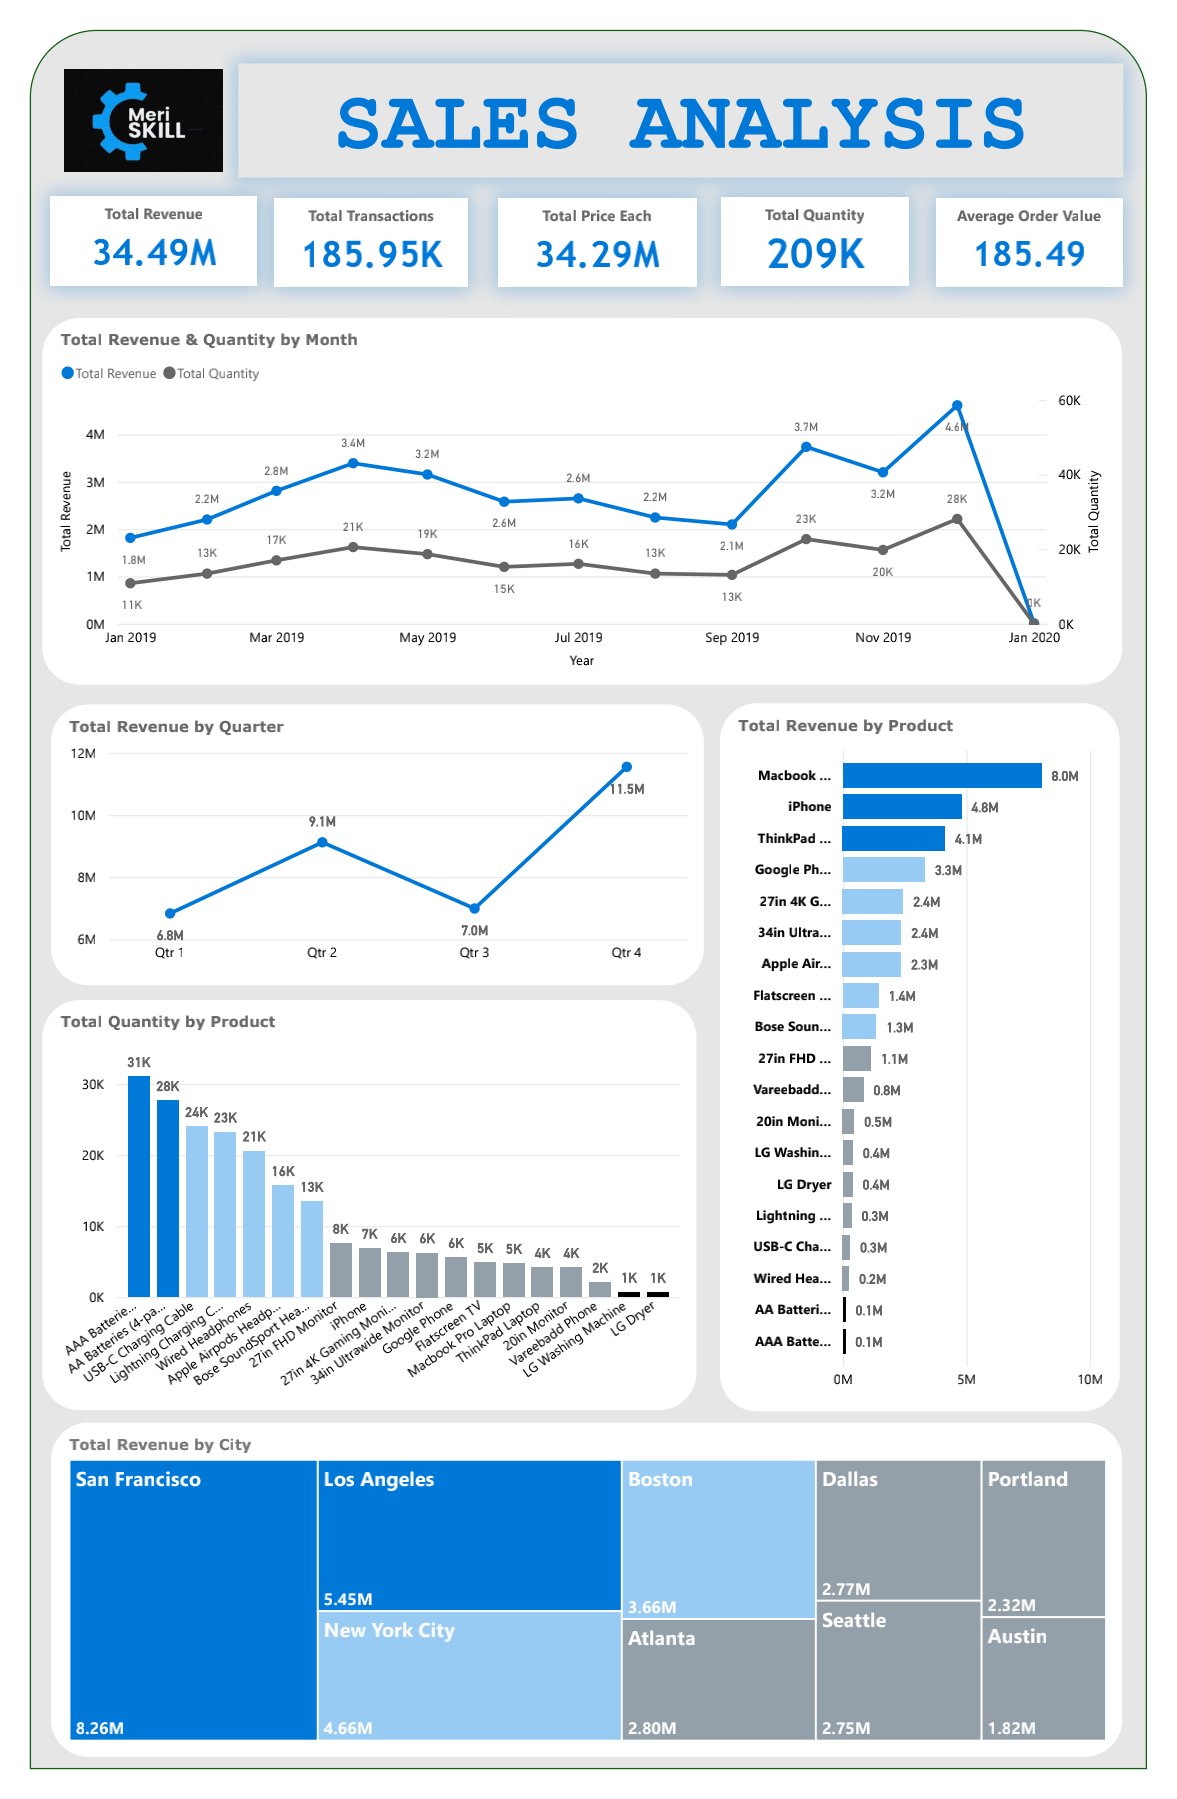 Meri
SKILL
SALES ANALYSIS
Total Revenue
34.49M
Total Transactions
185.95K
Total Price Each
34.29M
Total Quantity
209K
Average Order Value
185.49
Total Revenue & Quantity by Month
Total Revenue
Total Quantity
Total Revenue
4M
3M
2M
1M
0M
60K
40K
20K
0K
Total Quantity
1.8M
2.2M
2.8M
3.4M
3.2M
2.6M
2.6M
2.2M
2.1M
3.7M
3.2M
4.6M
11K
13K
17K
21K
19K
15K
16K
13K
13K
23K
20K
28K
0K
Jan 2019
Mar 2019
May 2019
Jul 2019
Sep 2019
Nov 2019
Jan 2020
Year
Total Revenue by Quarter
12M
10M
8M
6M
6.8M
9.1M
7.0M
11.5M
Qtr 1
Qtr 2
Qtr 3
Qtr 4
Total Revenue by Product
Macbook ... 8.0M
iPhone 4.8M
ThinkPad ... 4.1M
Google Ph... 3.3M
27in 4K G... 2.4M
34in Ultra... 2.4M
Apple Air... 2.3M
Flatscreen ... 1.4M
Bose Soun... 1.3M
27in FHD ... 1.1M
Vareebadd... 0.8M
20in Moni... 0.5M
LG Washin... 0.4M
LG Dryer 0.4M
Lightning ... 0.3M
USB-C Cha... 0.3M
Wired Hea... 0.2M
AA Batteri... 0.1M
AAA Batte... 0.1M
0M
5M
10M
Total Quantity by Product
30K
20K
10K
0K
31K
28K
24K
23K
21K
16K
13K
8K
7K
6K
6K
6K
5K
5K
4K
4K
2K
1K
1K
AAA Batterie...
AA Batteries (4-pa...
USB-C Charging Cable
Lightning Charging C...
Wired Headphones
Apple Airpods Headp...
Bose SoundSport Hea...
27in FHD Monitor
iPhone
27in 4K Gaming Moni...
34in Ultrawide Monitor
Google Phone
Flatscreen TV
Macbook Pro Laptop
ThinkPad Laptop
20in Monitor
Vareebadd Phone
LG Washing Machine
LG Dryer
Total Revenue by City
San Francisco
8.26M
Los Angeles
5.45M
New York City
4.66M
Boston
3.66M
Atlanta
2.80M
Dallas
2.77M
Seattle
2.75M
Portland
2.32M
Austin
1.82M